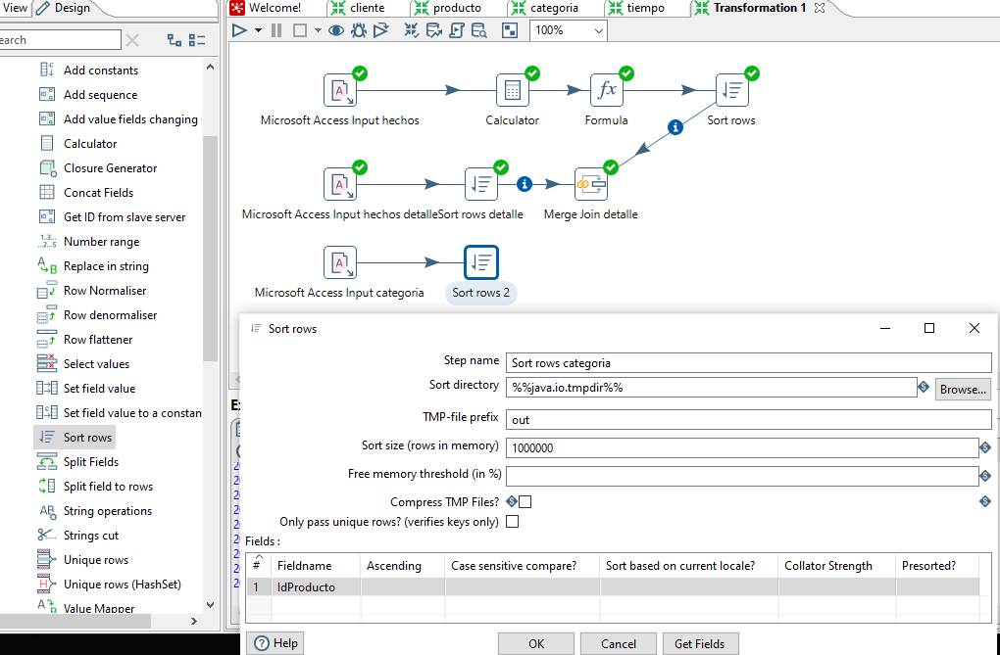 View
Design
earch
Add constants
Add sequence
Add value fields changing
Calculator
Closure Generator
Concat Fields
Get ID from slave server
Number range
Replace in string
Row Normaliser
Row denormaliser
Row flattener
Select values
Set field value
Set field value to a constan
Sort rows
Split Fields
Split field to rows
String operations
Strings cut
Unique rows
Unique rows (HashSet)
Value Mapper
Welcome!
cliente
producto
categoria
tiempo
Transformation 1
100%
Microsoft Access Input hechos
Calculator
Formula
Sort rows
Microsoft Access Input hechos detalle
Sort rows detalle
Merge Join detalle
Microsoft Access Input categoria
Sort rows 2
Sort rows
Step name
Sort rows categoria
Sort directory
%%java.io.tmpdir%%
Browse...
TMP-file prefix
out
Sort size (rows in memory)
1000000
Free memory threshold (in %)
Compress TMP Files?
Only pass unique rows? (verifies keys only)
Fields :
# Fieldname Ascending Case sensitive compare? Sort based on current locale? Collator Strength Presorted?
1 IdProducto
Help
OK
Cancel
Get Fields